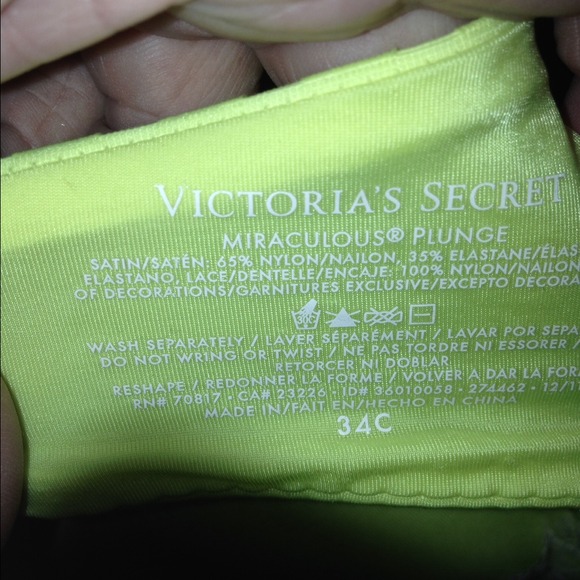 VICTORIA'S SECRET
MIRACULOUS® PLUNGE
SATIN/SATÉN: 65% NYLON/NAILON, 35% ELASTANE/ÉLAS
ELASTANO, LACE/DENTELLE/ENCAJE: 100% NYLON/NAILON
OF DECORATIONS/GARNITURES EXCLUSIVE/EXCEPTO DECORA
WASH SEPARATELY / LAVER SÉPARÉMENT / LAVAR POR SEPA
DO NOT WRING OR TWIST / NE PAS TORDRE NI ESSORER /
RETORCER NI DOBLAR
RESHAPE / REDONNER LA FORME / VOLVER A DAR LA FORM
RN# 70817 • CA# 23226 • ID# 36010058 • 274462 • 12/1
MADE IN/FAIT EN/HECHO EN CHINA
34C